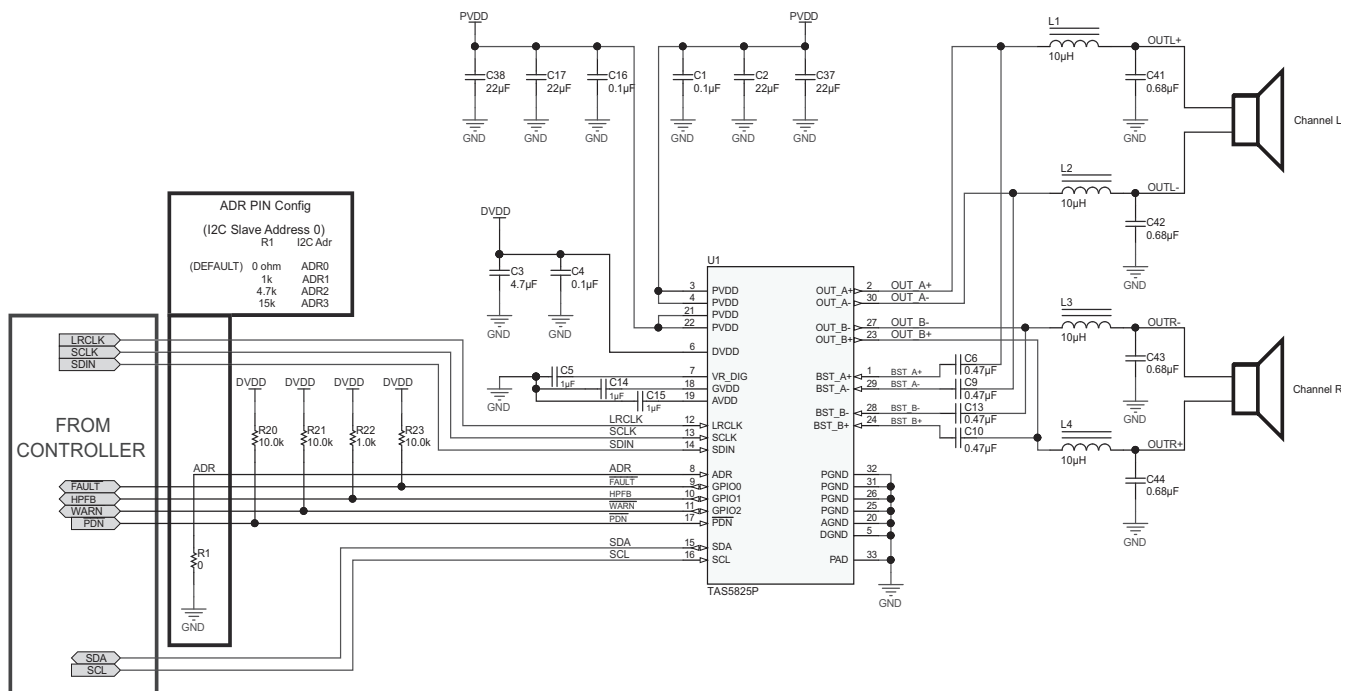 PVDD
PVDD
C38
22µF
C17
22µF
C16
0.1µF
C1
0.1µF
C2
22µF
C37
22µF
GND
GND
GND
GND
GND
GND
L1
10µH
OUTL+
C41
0.68µF
GND
Channel L
L2
10µH
OUTL-
C42
0.68µF
GND
ADR PIN Config
(I2C Slave Address 0)
R1 I2C Adr
(DEFAULT) 0 ohm ADR0
1k ADR1
4.7k ADR2
15k ADR3
DVDD
C3
4.7µF
C4
0.1µF
GND
GND
U1
3 PVDD
4 PVDD
21 PVDD
22 PVDD
6 DVDD
7 VR_DIG
18 GVDD
19 AVDD
LRCLK 12 LRCLK
SCLK 13 SCLK
SDIN 14 SDIN
ADR 8 ADR
FAULT 9 GPIO0
HPFB 10 GPIO1
WARN 11 GPIO2
PDN 17 PDN
SDA 15 SDA
SCL 16 SCL
TAS5825P
OUT_A+ 2 OUT_A+
OUT_A- 30 OUT_A-
OUT_B- 27 OUT_B-
OUT_B+ 23 OUT_B+
BST_A+ 1 BST_A+
BST_A- 29 BST_A-
BST_B- 28 BST_B-
BST_B+ 24 BST_B+
PGND 32
PGND 31
PGND 26
PGND 25
AGND 20
DGND 5
PAD 33
GND
C5
1µF
C14
1µF
C15
1µF
GND
C6
0.47µF
C9
0.47µF
C13
0.47µF
C10
0.47µF
L3
10µH
OUTR-
C43
0.68µF
GND
Channel R
L4
10µH
OUTR+
C44
0.68µF
GND
LRCLK
SCLK
SDIN
FROM
CONTROLLER
FAULT
HPFB
WARN
PDN
SDA
SCL
DVDD DVDD DVDD DVDD
R20
10.0k
R21
10.0k
R22
1.0k
R23
10.0k
ADR
R1
0
GND